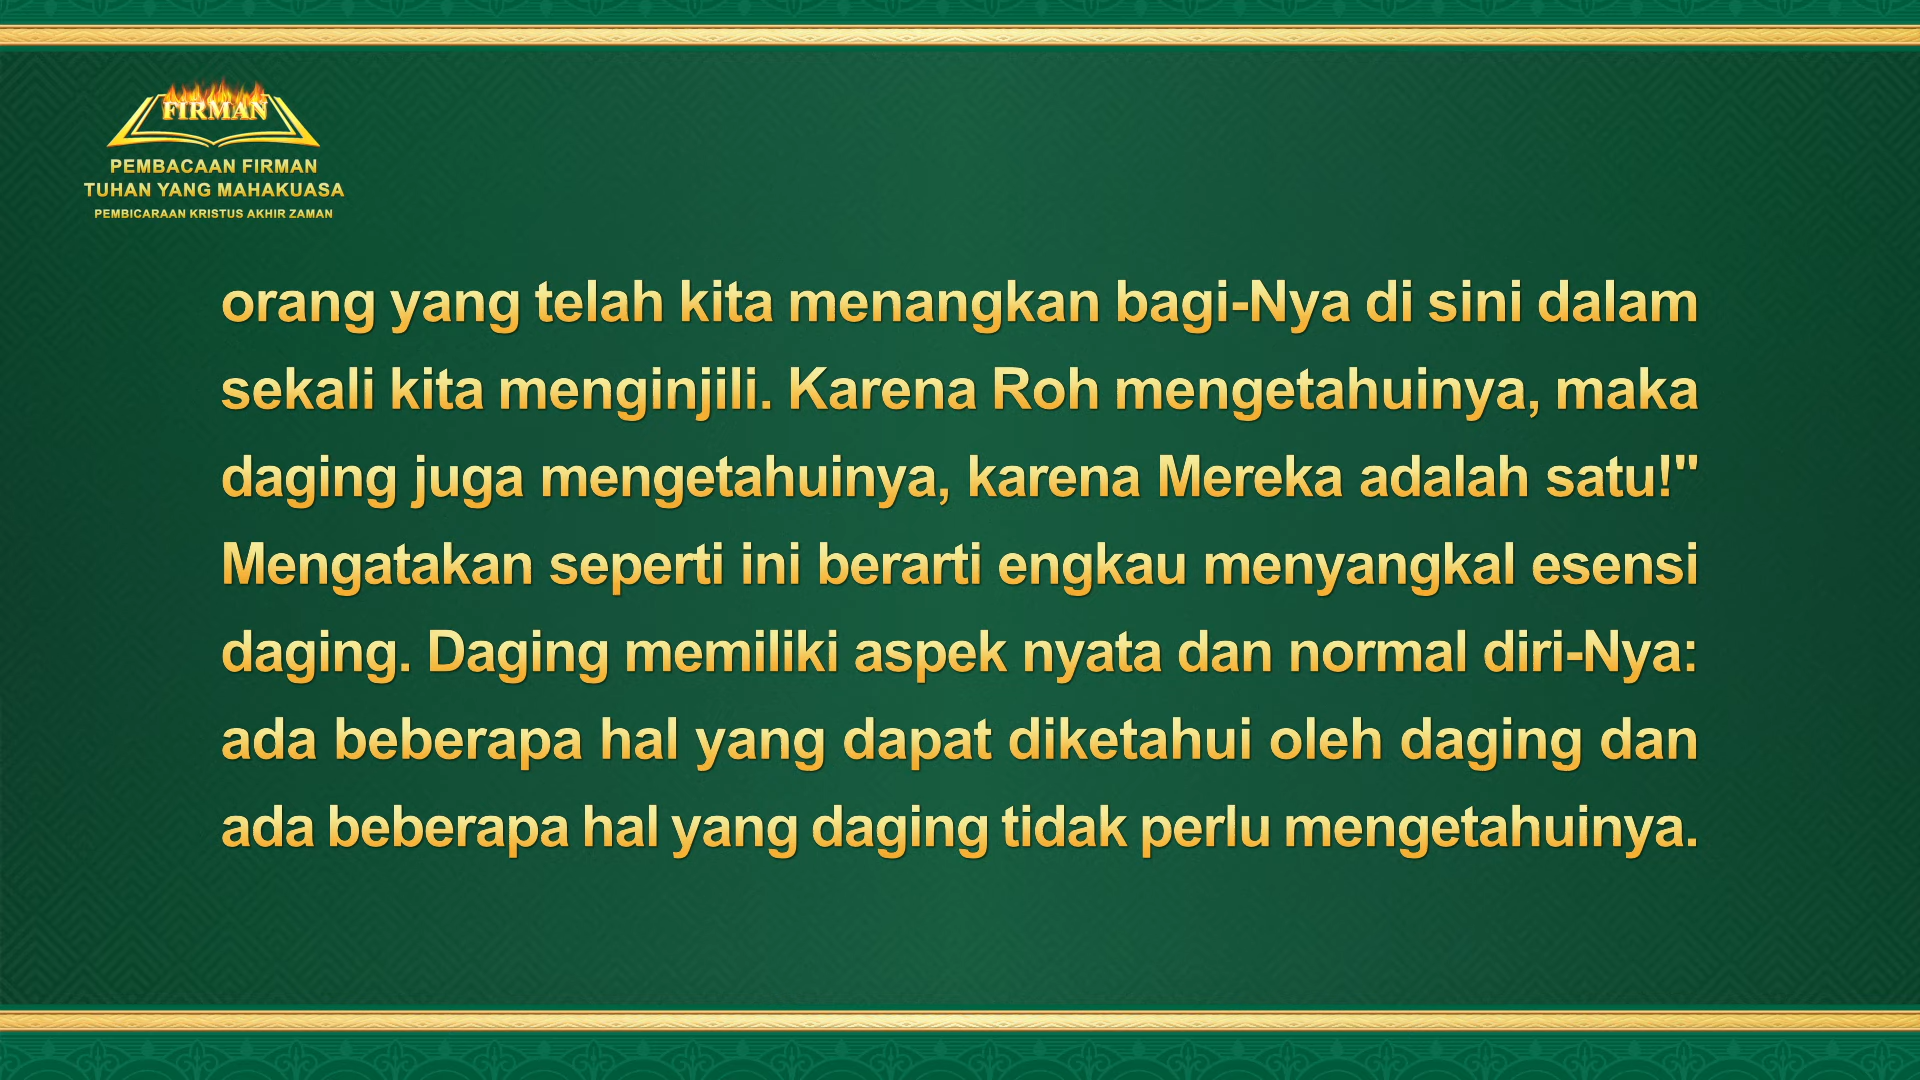 FIRMAN
PEMBACAAN FIRMAN
TUHAN YANG MAHAKUASA
PEMBICARAAN KRISTUS AKHIR ZAMAN
orang yang telah kita menangkan bagi-Nya di sini dalam
sekali kita menginjili. Karena Roh mengetahuinya, maka
daging juga mengetahuinya, karena Mereka adalah satu!"
Mengatakan seperti ini berarti engkau menyangkal esensi
daging. Daging memiliki aspek nyata dan normal diri-Nya:
ada beberapa hal yang dapat diketahui oleh daging dan
ada beberapa hal yang daging tidak perlu mengetahuinya.